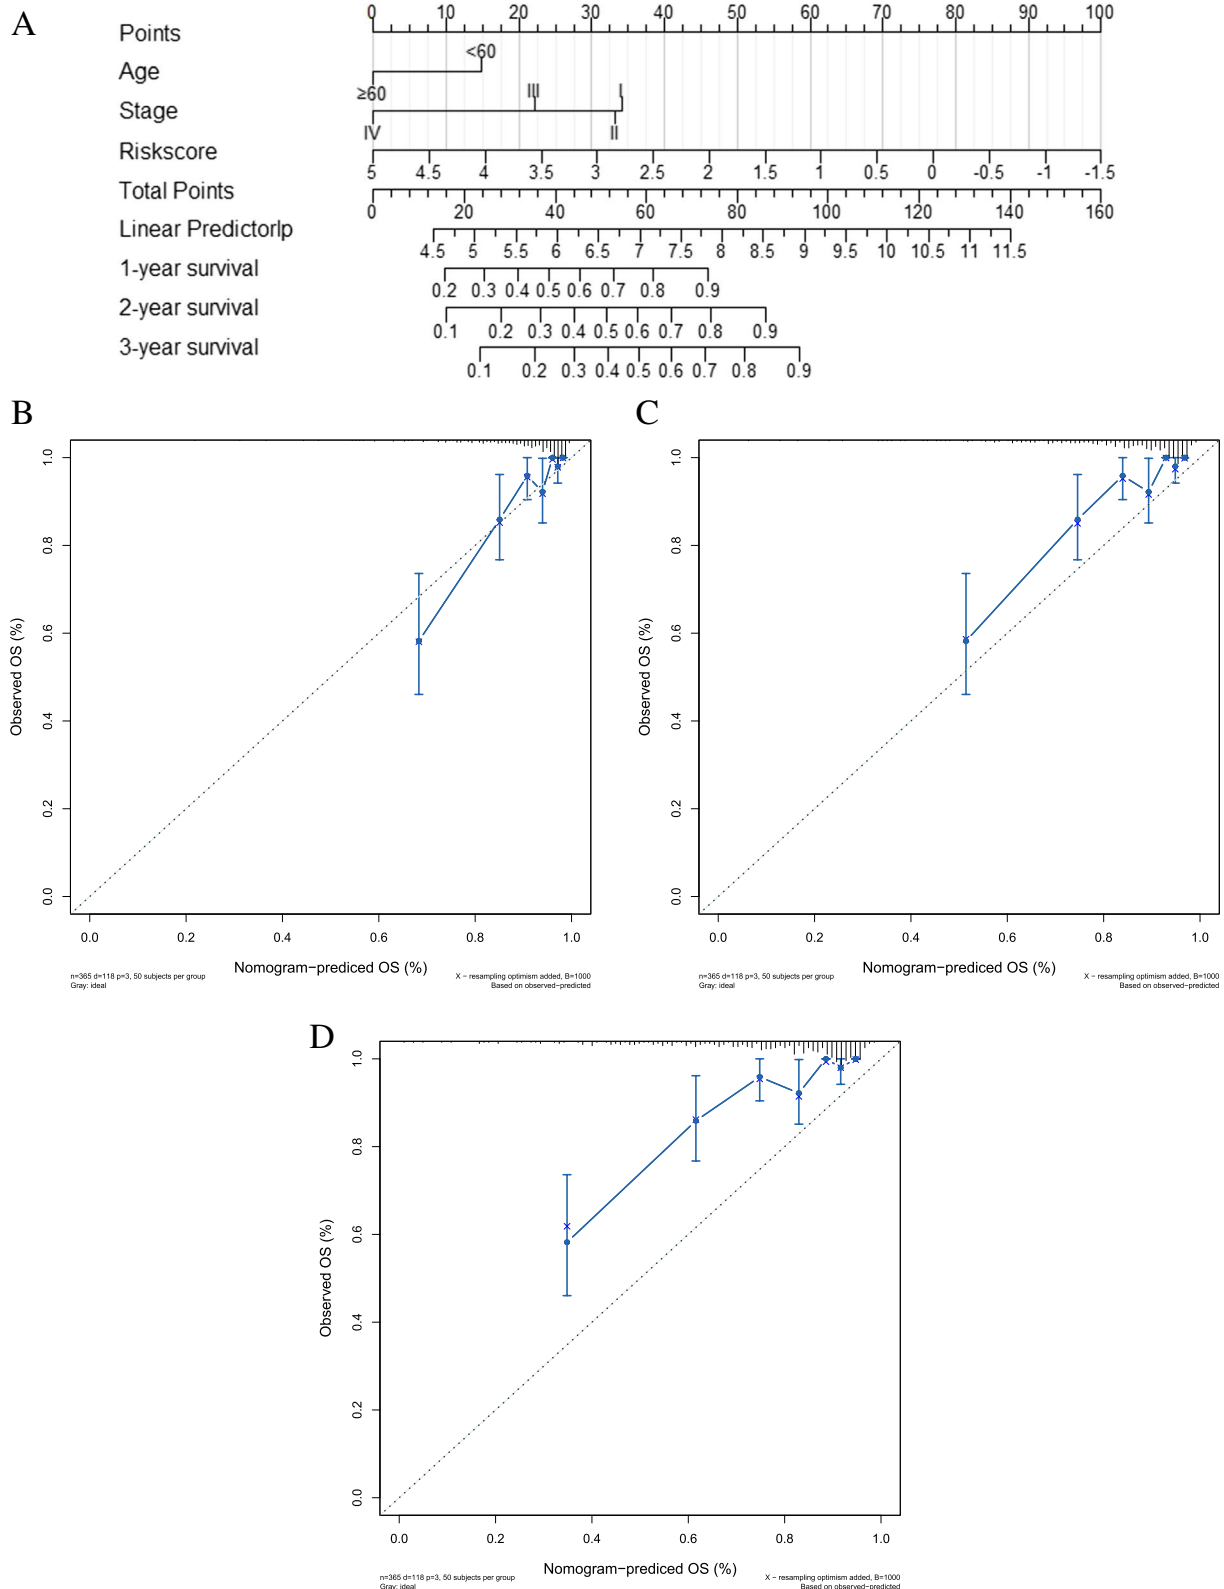 A
Points
0 10 20 30 40 50 60 70 80 90 100
Age
<60
≥60
Stage
III I
IV II
Riskscore
5 4.5 4 3.5 3 2.5 2 1.5 1 0.5 0 -0.5 -1 -1.5
Total Points
0 20 40 60 80 100 120 140 160
Linear Predictorlp
4.5 5 5.5 6 6.5 7 7.5 8 8.5 9 9.5 10 10.5 11 11.5
1-year survival
0.2 0.3 0.4 0.5 0.6 0.7 0.8 0.9
2-year survival
0.1 0.2 0.3 0.4 0.5 0.6 0.7 0.8 0.9
3-year survival
0.1 0.2 0.3 0.4 0.5 0.6 0.7 0.8 0.9
B
Observed OS (%)
1.0
0.8
0.6
0.4
0.2
0.0
0.0 0.2 0.4 0.6 0.8 1.0
Nomogram−prediced OS (%)
n=365 d=118 p=3, 50 subjects per group
Gray: ideal
X − resampling optimism added, B=1000
Based on observed−predicted
C
Observed OS (%)
1.0
0.8
0.6
0.4
0.2
0.0
0.0 0.2 0.4 0.6 0.8 1.0
Nomogram−prediced OS (%)
n=365 d=118 p=3, 50 subjects per group
Gray: ideal
X − resampling optimism added, B=1000
Based on observed−predicted
D
Observed OS (%)
1.0
0.8
0.6
0.4
0.2
0.0
0.0 0.2 0.4 0.6 0.8 1.0
Nomogram−prediced OS (%)
n=365 d=118 p=3, 50 subjects per group
Gray: ideal
X − resampling optimism added, B=1000
Based on observed−predicted